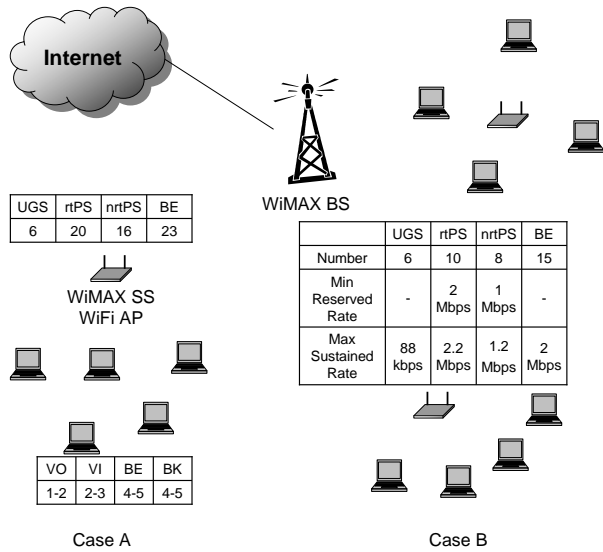 Internet
WiMAX BS
UGS rtPS nrtPS BE
6 20 16 23
WiMAX SS
WiFi AP
VO VI BE BK
1-2 2-3 4-5 4-5
Case A
UGS rtPS nrtPS BE
Number 6 10 8 15
Min
Reserved
Rate
- 2
Mbps 1
Mbps -
Max
Sustained
Rate
88
kbps 2.2
Mbps 1.2
Mbps 2
Mbps
Case B